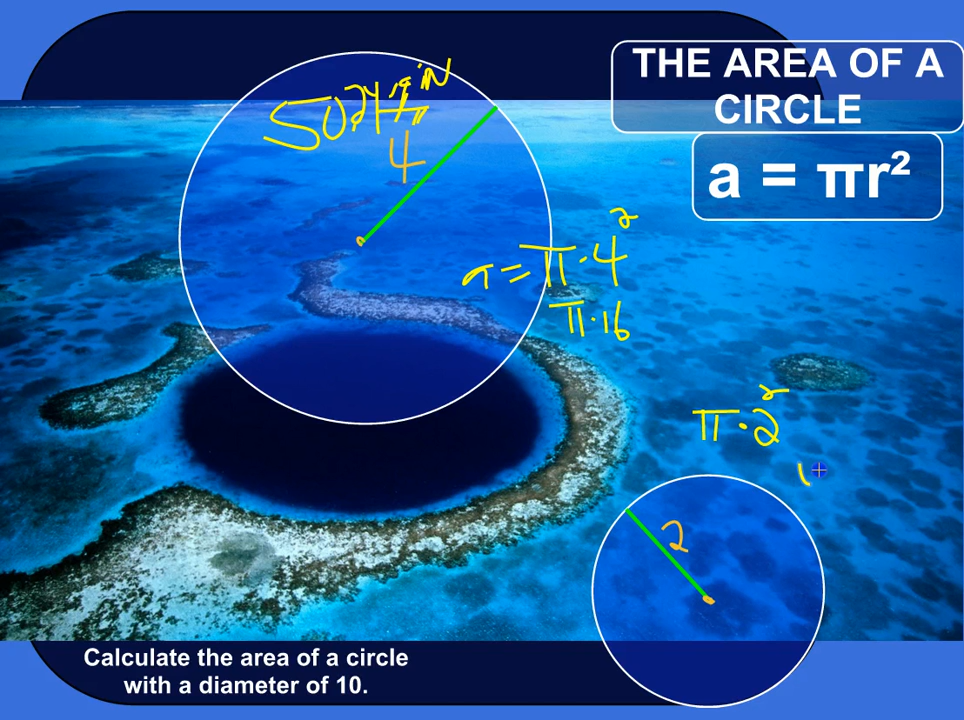 THE AREA OF A
CIRCLE
a = πr²
4
a = π·4²
π·16
π·2²
2
Calculate the area of a circle
with a diameter of 10.